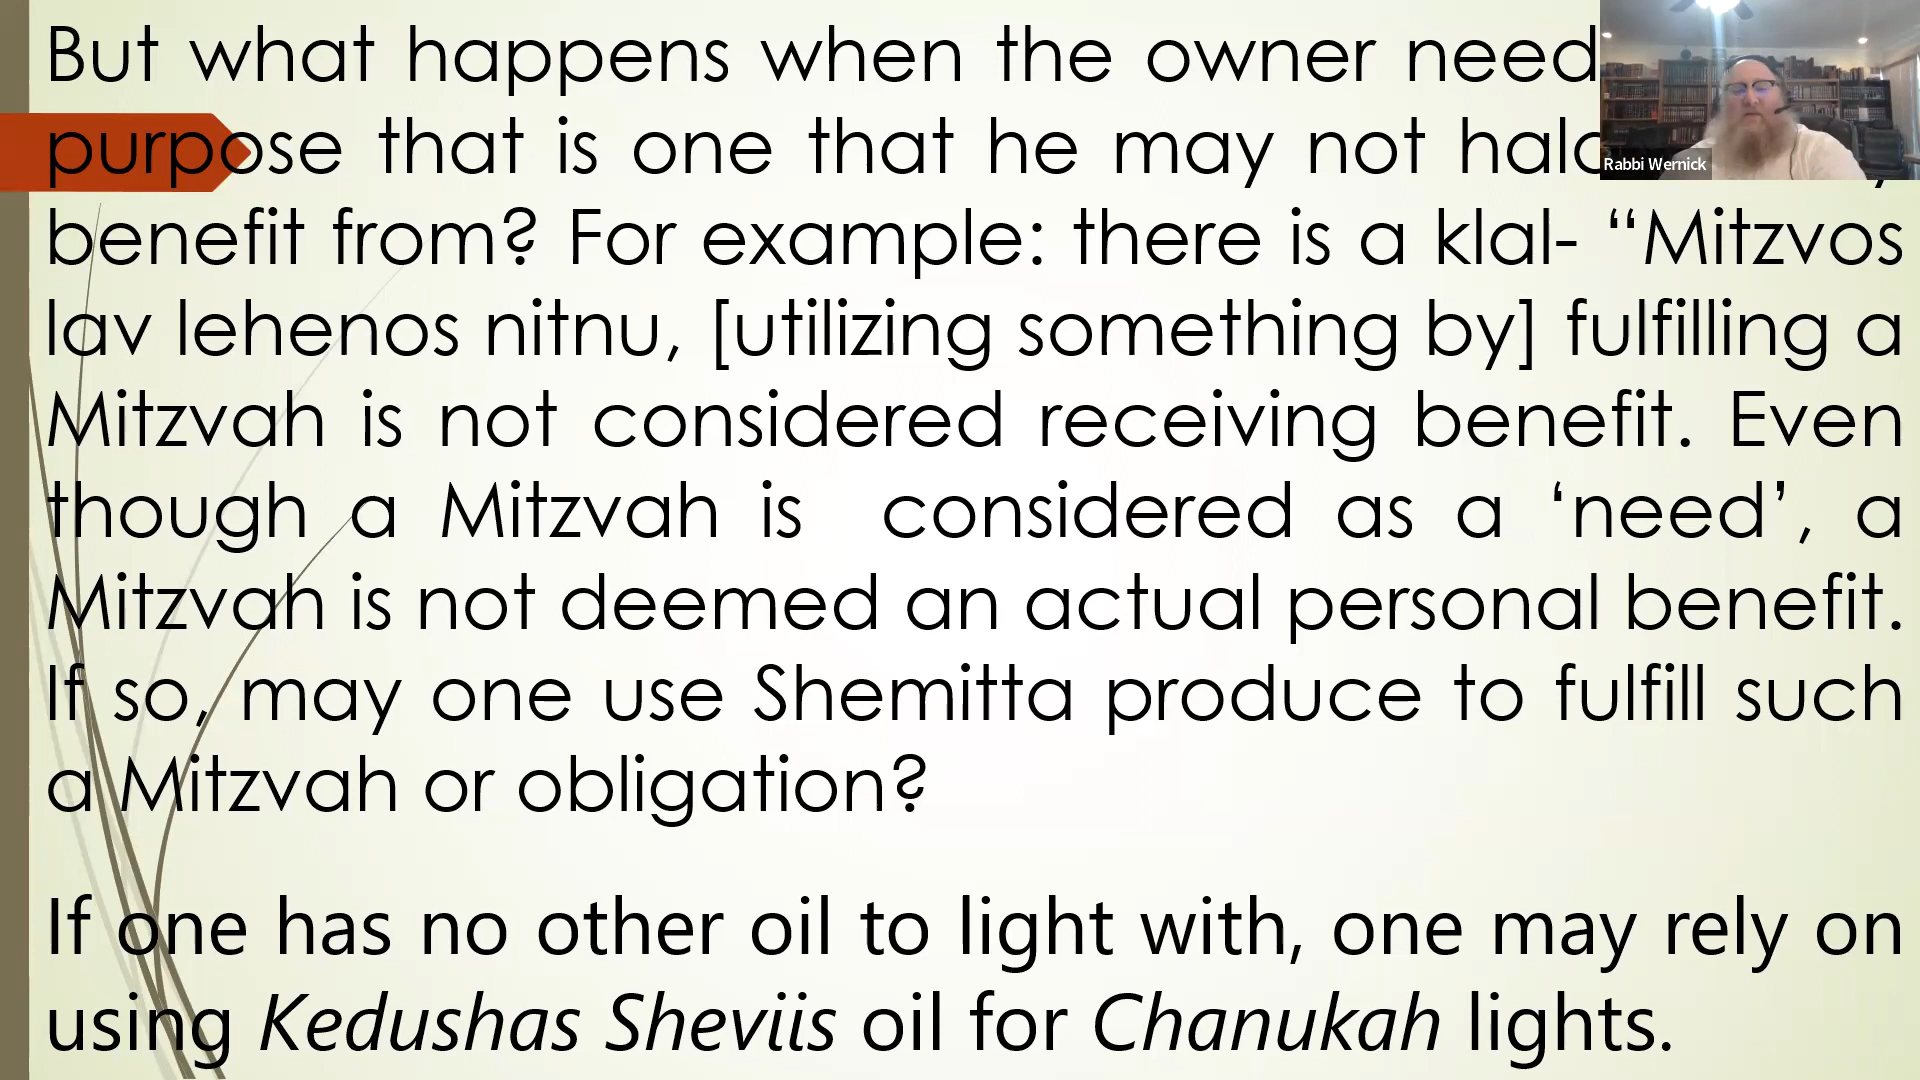 But what happens when the owner need
purpose that is one that he may not
benefit from? For example: there is a klal- “Mitzvos
lav lehenos nitnu, [utilizing something by] fulfilling a
Mitzvah is not considered receiving benefit. Even
though a Mitzvah is considered as a ‘need’, a
Mitzvah is not deemed an actual personal benefit.
If so, may one use Shemitta produce to fulfill such
a Mitzvah or obligation?
If one has no other oil to light with, one may rely on
using Kedushas Sheviis oil for Chanukah lights.
Rabbi Wernick